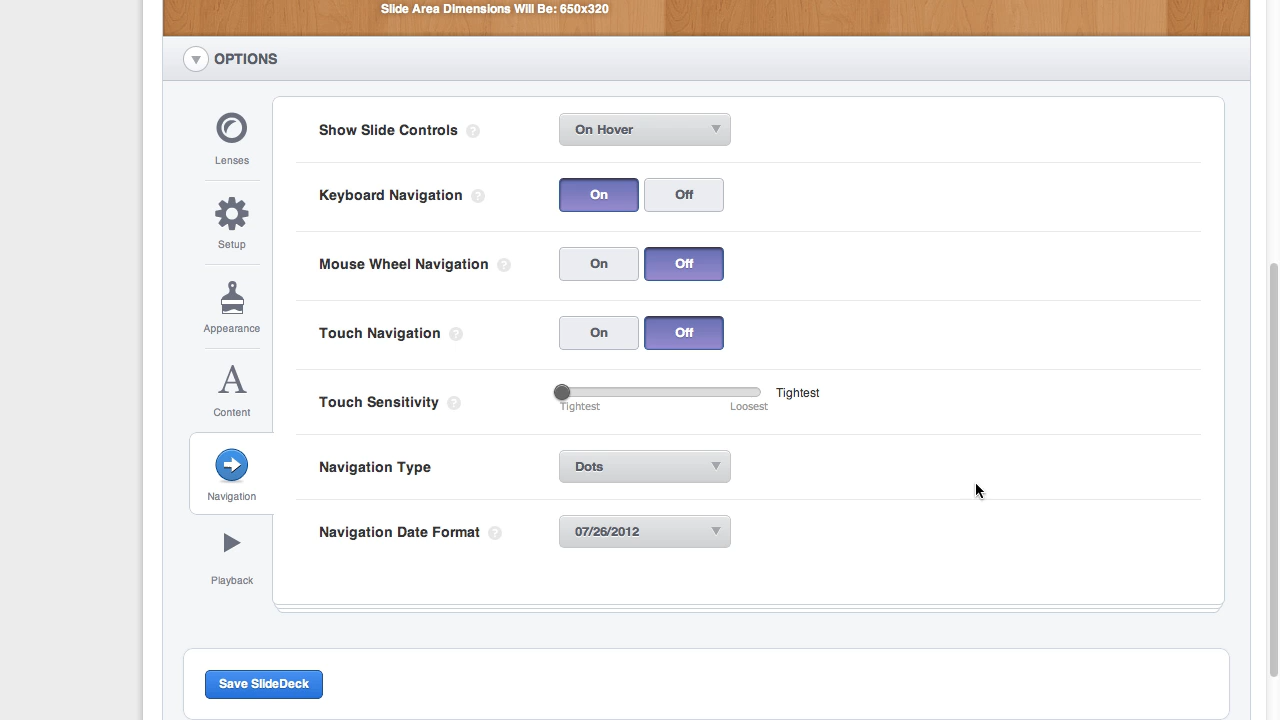 Slide Area Dimensions Will Be: 650x320
OPTIONS
Lenses
Setup
Appearance
Content
Navigation
Playback
Show Slide Controls ? On Hover
Keyboard Navigation ? On Off
Mouse Wheel Navigation ? On Off
Touch Navigation ? On Off
Touch Sensitivity ? Tightest
Tightest Loosest
Navigation Type Dots
Navigation Date Format ? 07/26/2012
Save SlideDeck